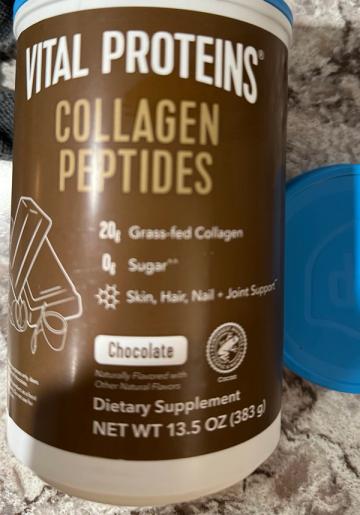 VITAL PROTEINS®
COLLAGEN
PEPTIDES
20g Grass-fed Collagen
0g Sugar^^
Skin, Hair, Nail + Joint Support
Chocolate
Naturally Flavored with
Other Natural Flavors
Cocoa
Dietary Supplement
NET WT 13.5 OZ (383 g)